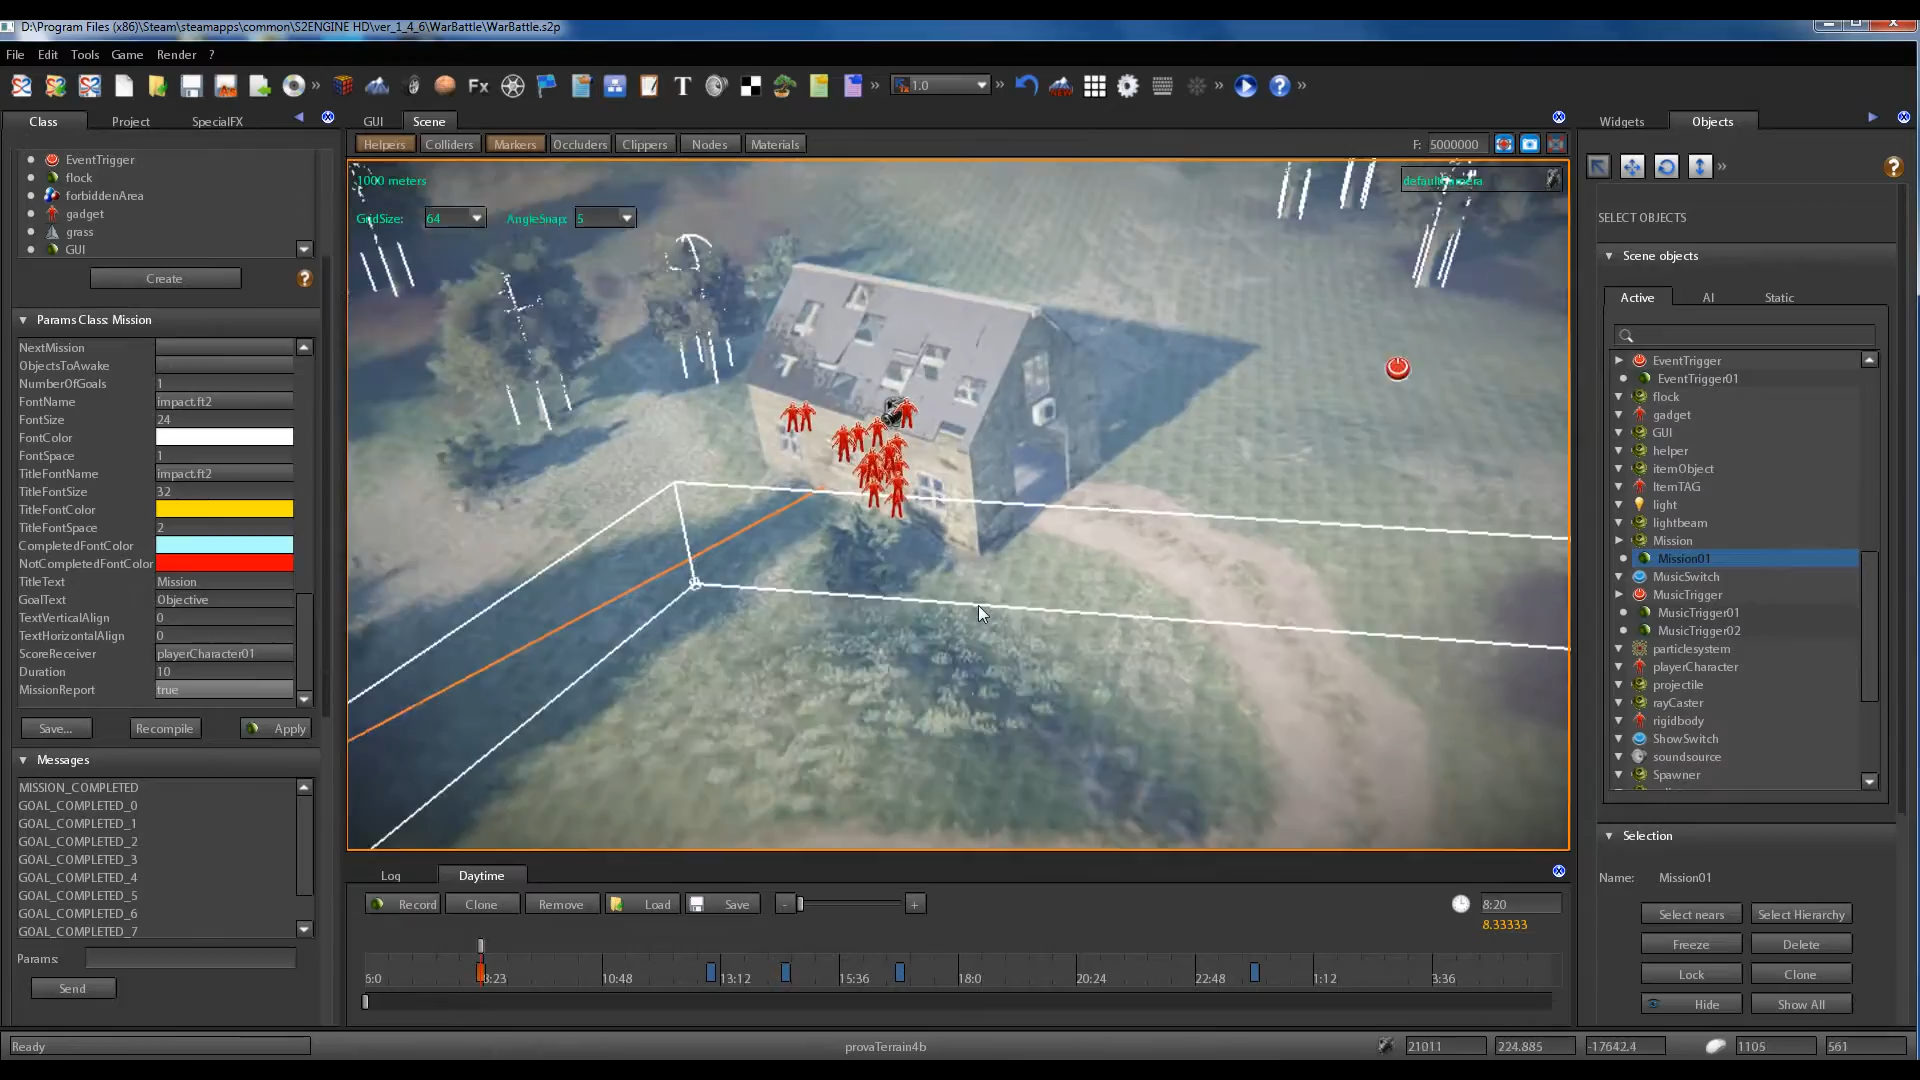 D:\Program Files (x86)\Steam\steamapps\common\S2ENGINE HD\ver_1_4_6\WarBattle\WarBattle.s2p
File Edit Tools Game Render ?
Fx T 1.0
Class Project SpecialFX
GUI Scene
Widgets Objects
Helpers Colliders Markers Occluders Clippers Nodes Materials F: 5000000
EventTrigger
flock
forbiddenArea
gadget
grass
GUI
Create
Params Class: Mission
NextMission
ObjectsToAwake
NumberOfGoals 1
FontName impact.ft2
FontSize 24
FontColor
FontSpace 1
TitleFontName impact.ft2
TitleFontSize 32
TitleFontColor
TitleFontSpace 2
CompletedFontColor
NotCompletedFontColor
TitleText Mission
GoalText Objective
TextVerticalAlign 0
TextHorizontalAlign 0
ScoreReceiver playerCharacter01
Duration 10
MissionReport true
Save... Recompile Apply
Messages
MISSION_COMPLETED
GOAL_COMPLETED_0
GOAL_COMPLETED_1
GOAL_COMPLETED_2
GOAL_COMPLETED_3
GOAL_COMPLETED_4
GOAL_COMPLETED_5
GOAL_COMPLETED_6
GOAL_COMPLETED_7
Params:
Send
1000 meters
GridSize: 64 AngleSnap: 5
Log Daytime
Record Clone Remove Load Save - + 8:20
8.33333
10:48 13:12 15:36 18:0 20:24 22:48 1:12 3:36
SELECT OBJECTS
Scene objects
Active AI Static
EventTrigger
EventTrigger01
flock
gadget
GUI
helper
itemObject
ItemTAG
light
lightbeam
Mission
Mission01
MusicSwitch
MusicTrigger
MusicTrigger01
MusicTrigger02
particlesystem
playerCharacter
projectile
rayCaster
rigidbody
ShowSwitch
soundsource
Spawner
Selection
Name: Mission01
Select nears Select Hierarchy
Freeze Delete
Lock Clone
Hide Show All
Ready provaTerrain4b 21011 224.885 -17642.4 1105 561